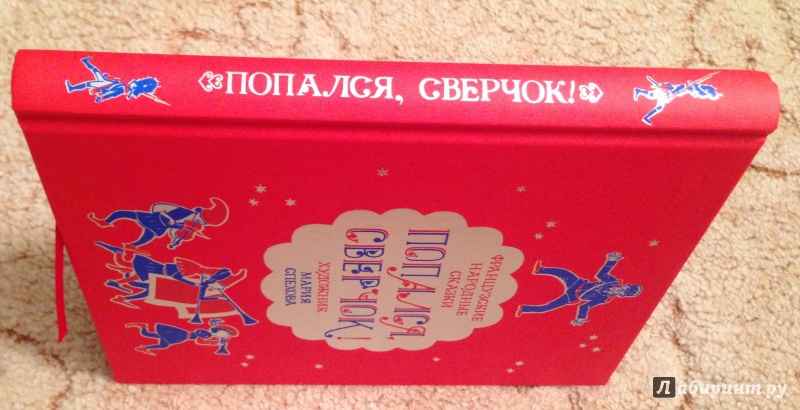 ПОПАЛСЯ, СВЕРЧОК!
ФРАНЦУЗСКИЕ
НАРОДНЫЕ
СКАЗКИ
ПОПАЛСЯ,
СВЕРЧОК!
ХУДОЖНИК
МАРИЯ
СПЕХОВА
Лабиринт.ру